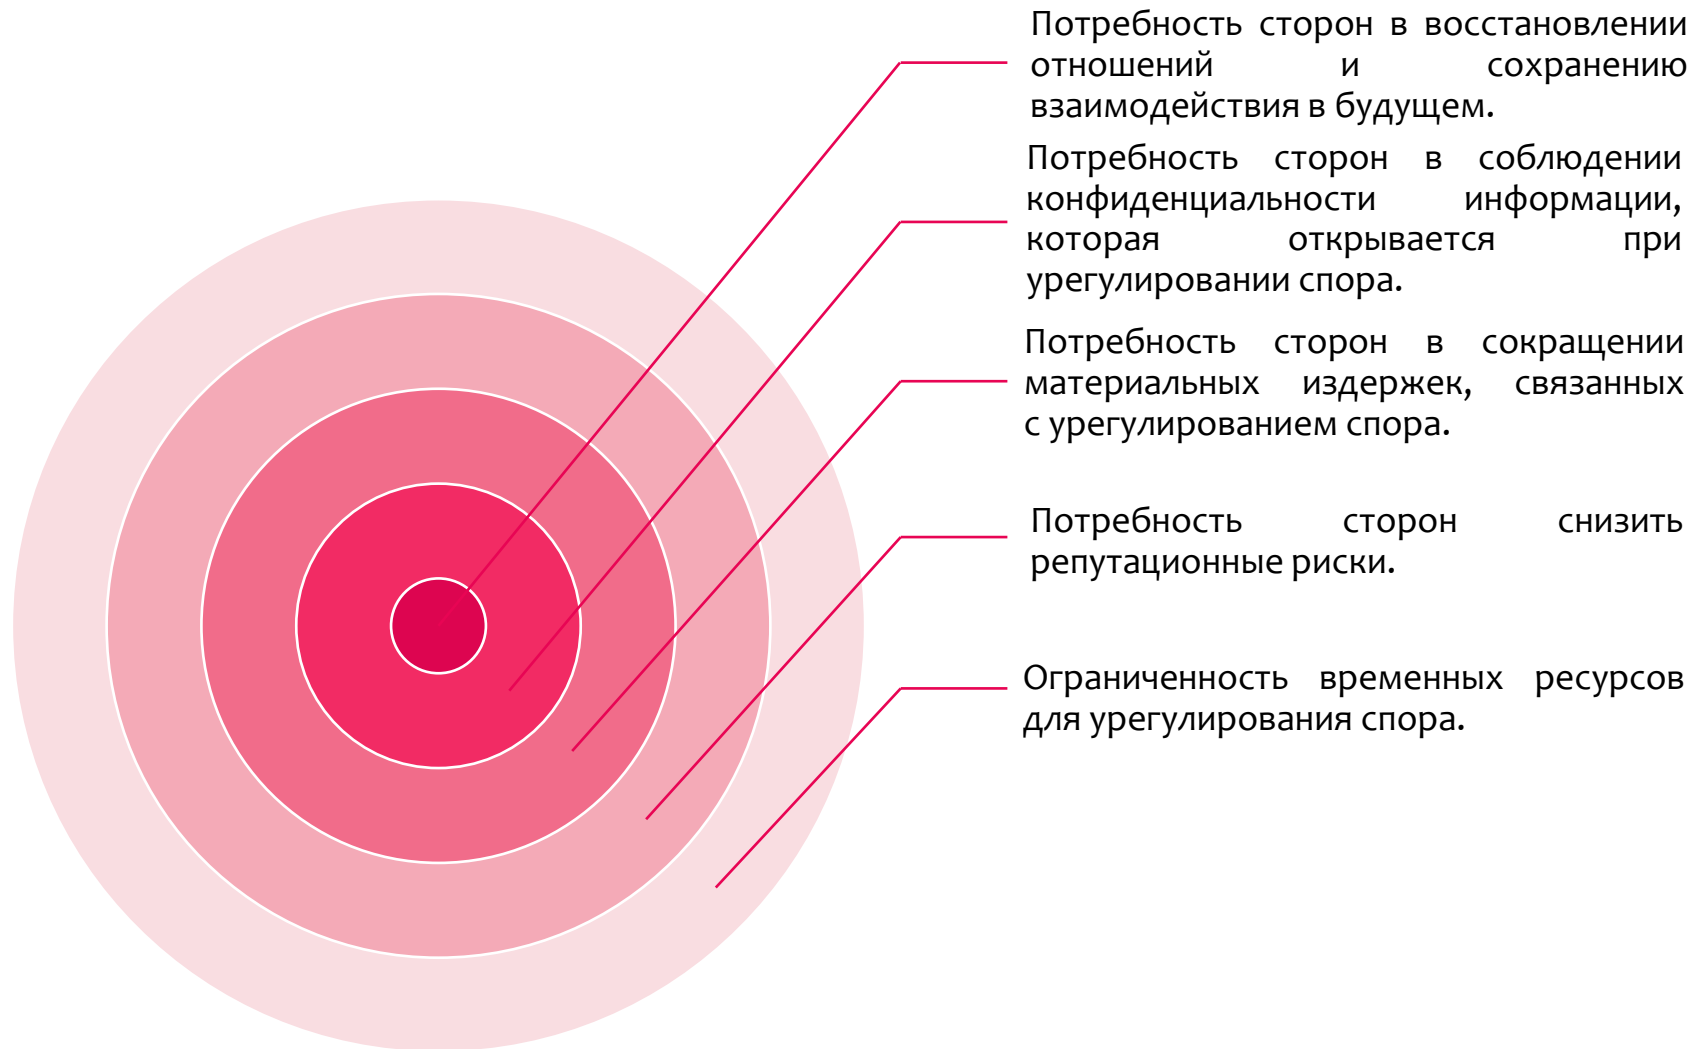 Потребность сторон в восстановлении
отношений и сохранению
взаимодействия в будущем.
Потребность сторон в соблюдении
конфиденциальности информации,
которая открывается при
урегулировании спора.
Потребность сторон в сокращении
материальных издержек, связанных
с урегулированием спора.
Потребность сторон снизить
репутационные риски.
Ограниченность временных ресурсов
для урегулирования спора.